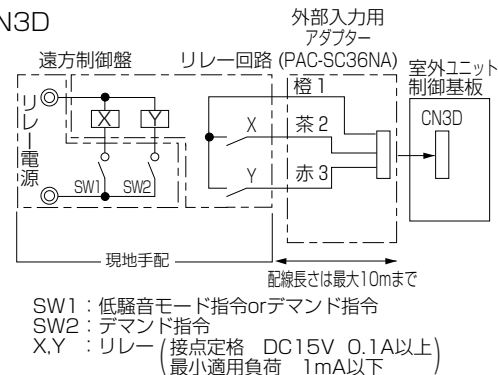 N3D
遠方制御盤
リレー回路
外部入力用
アダプター
(PAC-SC36NA)
室外ユニット
制御基板
CN3D
リレー電源
X
Y
SW1
SW2
X
Y
橙 1
茶 2
赤 3
現地手配
配線長さは最大10mまで
SW1：低騒音モード指令orデマンド指令
SW2：デマンド指令
X,Y ：リレー(接点定格 DC15V 0.1A以上
最小適用負荷 1mA以下)